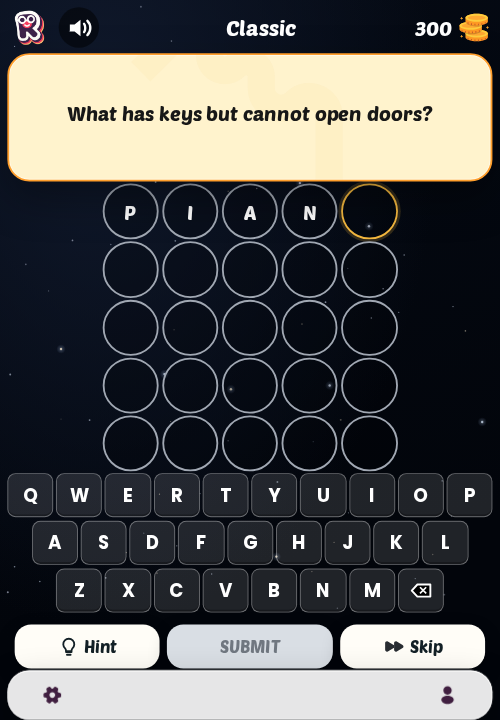 Classic
300
What has keys but cannot open doors?
P I A N
Q W E R T Y U I O P
A S D F G H J K L
Z X C V B N M
Hint SUBMIT Skip